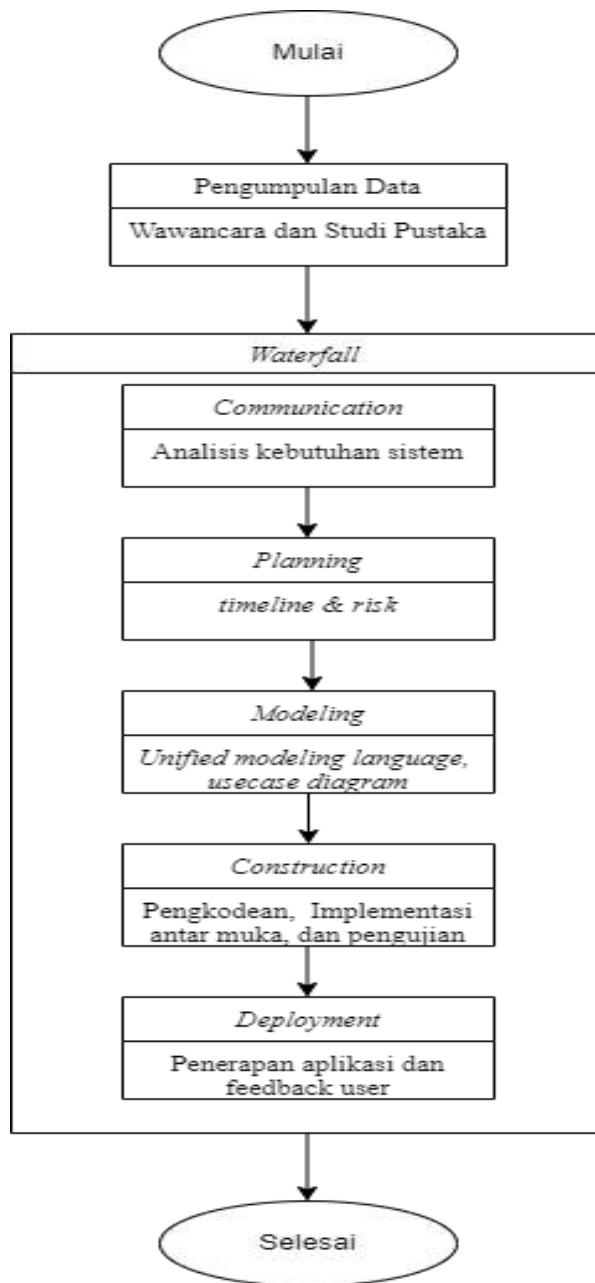 Mulai
Pengumpulan Data
Wawancara dan Studi Pustaka
Waterfall
Communication
Analisis kebutuhan sistem
Planning
timeline & risk
Modeling
Unified modeling language,
usecase diagram
Construction
Pengkodean, Implementasi
antar muka, dan pengujian
Deployment
Penerapan aplikasi dan
feedback user
Selesai